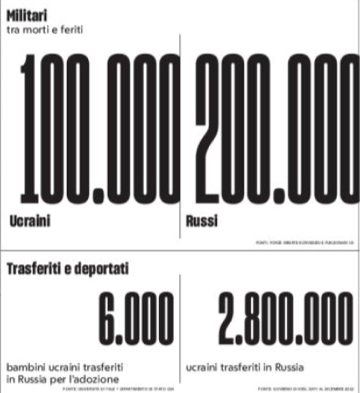 Militari
tra morti e feriti
100.000
200.000
Ucraini
Russi
Trasferiti e deportati
6.000
2.800.000
bambini ucraini trasferiti
in Russia per l'adozione
ucraini trasferiti in Russia